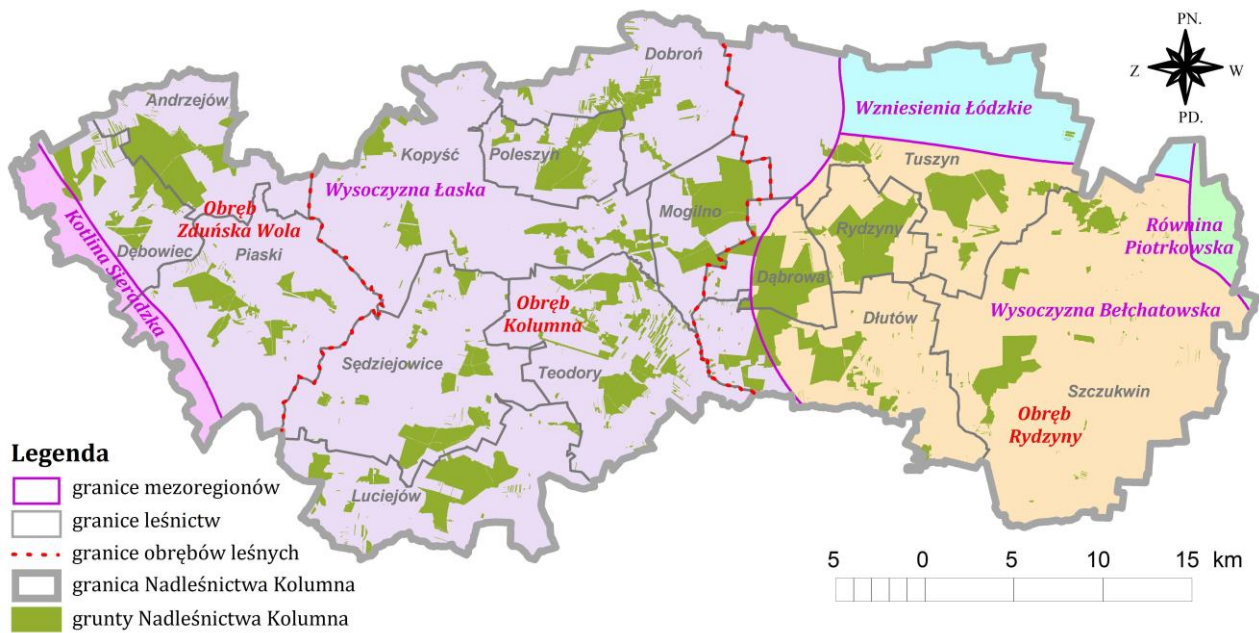 PN.
Z
W
PD.
Dobroń
Andrzejów
Wzniesienia Łódzkie
Kopyść
Poleszyn
Tuszyn
Wysoczyzna Łaska
Obręb
Zduńska Wola
Mogilno
Rydzyny
Równina
Piotrkowska
Dębowiec
Piaski
Kotlina Sieradzka
Dąbrowa
Obręb
Kolumna
Wysoczyzna Bełchatowska
Dłutów
Sędziejowice
Teodory
Szczukwin
Obręb
Rydzyny
Luciejów
Legenda
granice mezoregionów
granice leśnictw
granice obrębów leśnych
granica Nadleśnictwa Kolumna
grunty Nadleśnictwa Kolumna
5 0 5 10 15 km